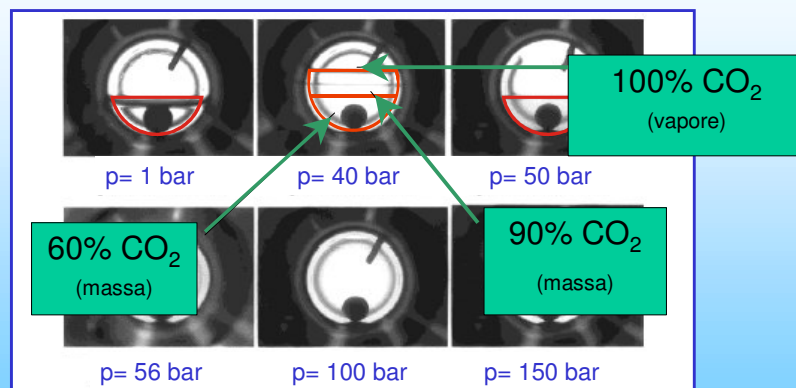 100% CO2
(vapore)
p= 1 bar
p= 40 bar
p= 50 bar
60% CO2
(massa)
90% CO2
(massa)
p= 56 bar
p= 100 bar
p= 150 bar